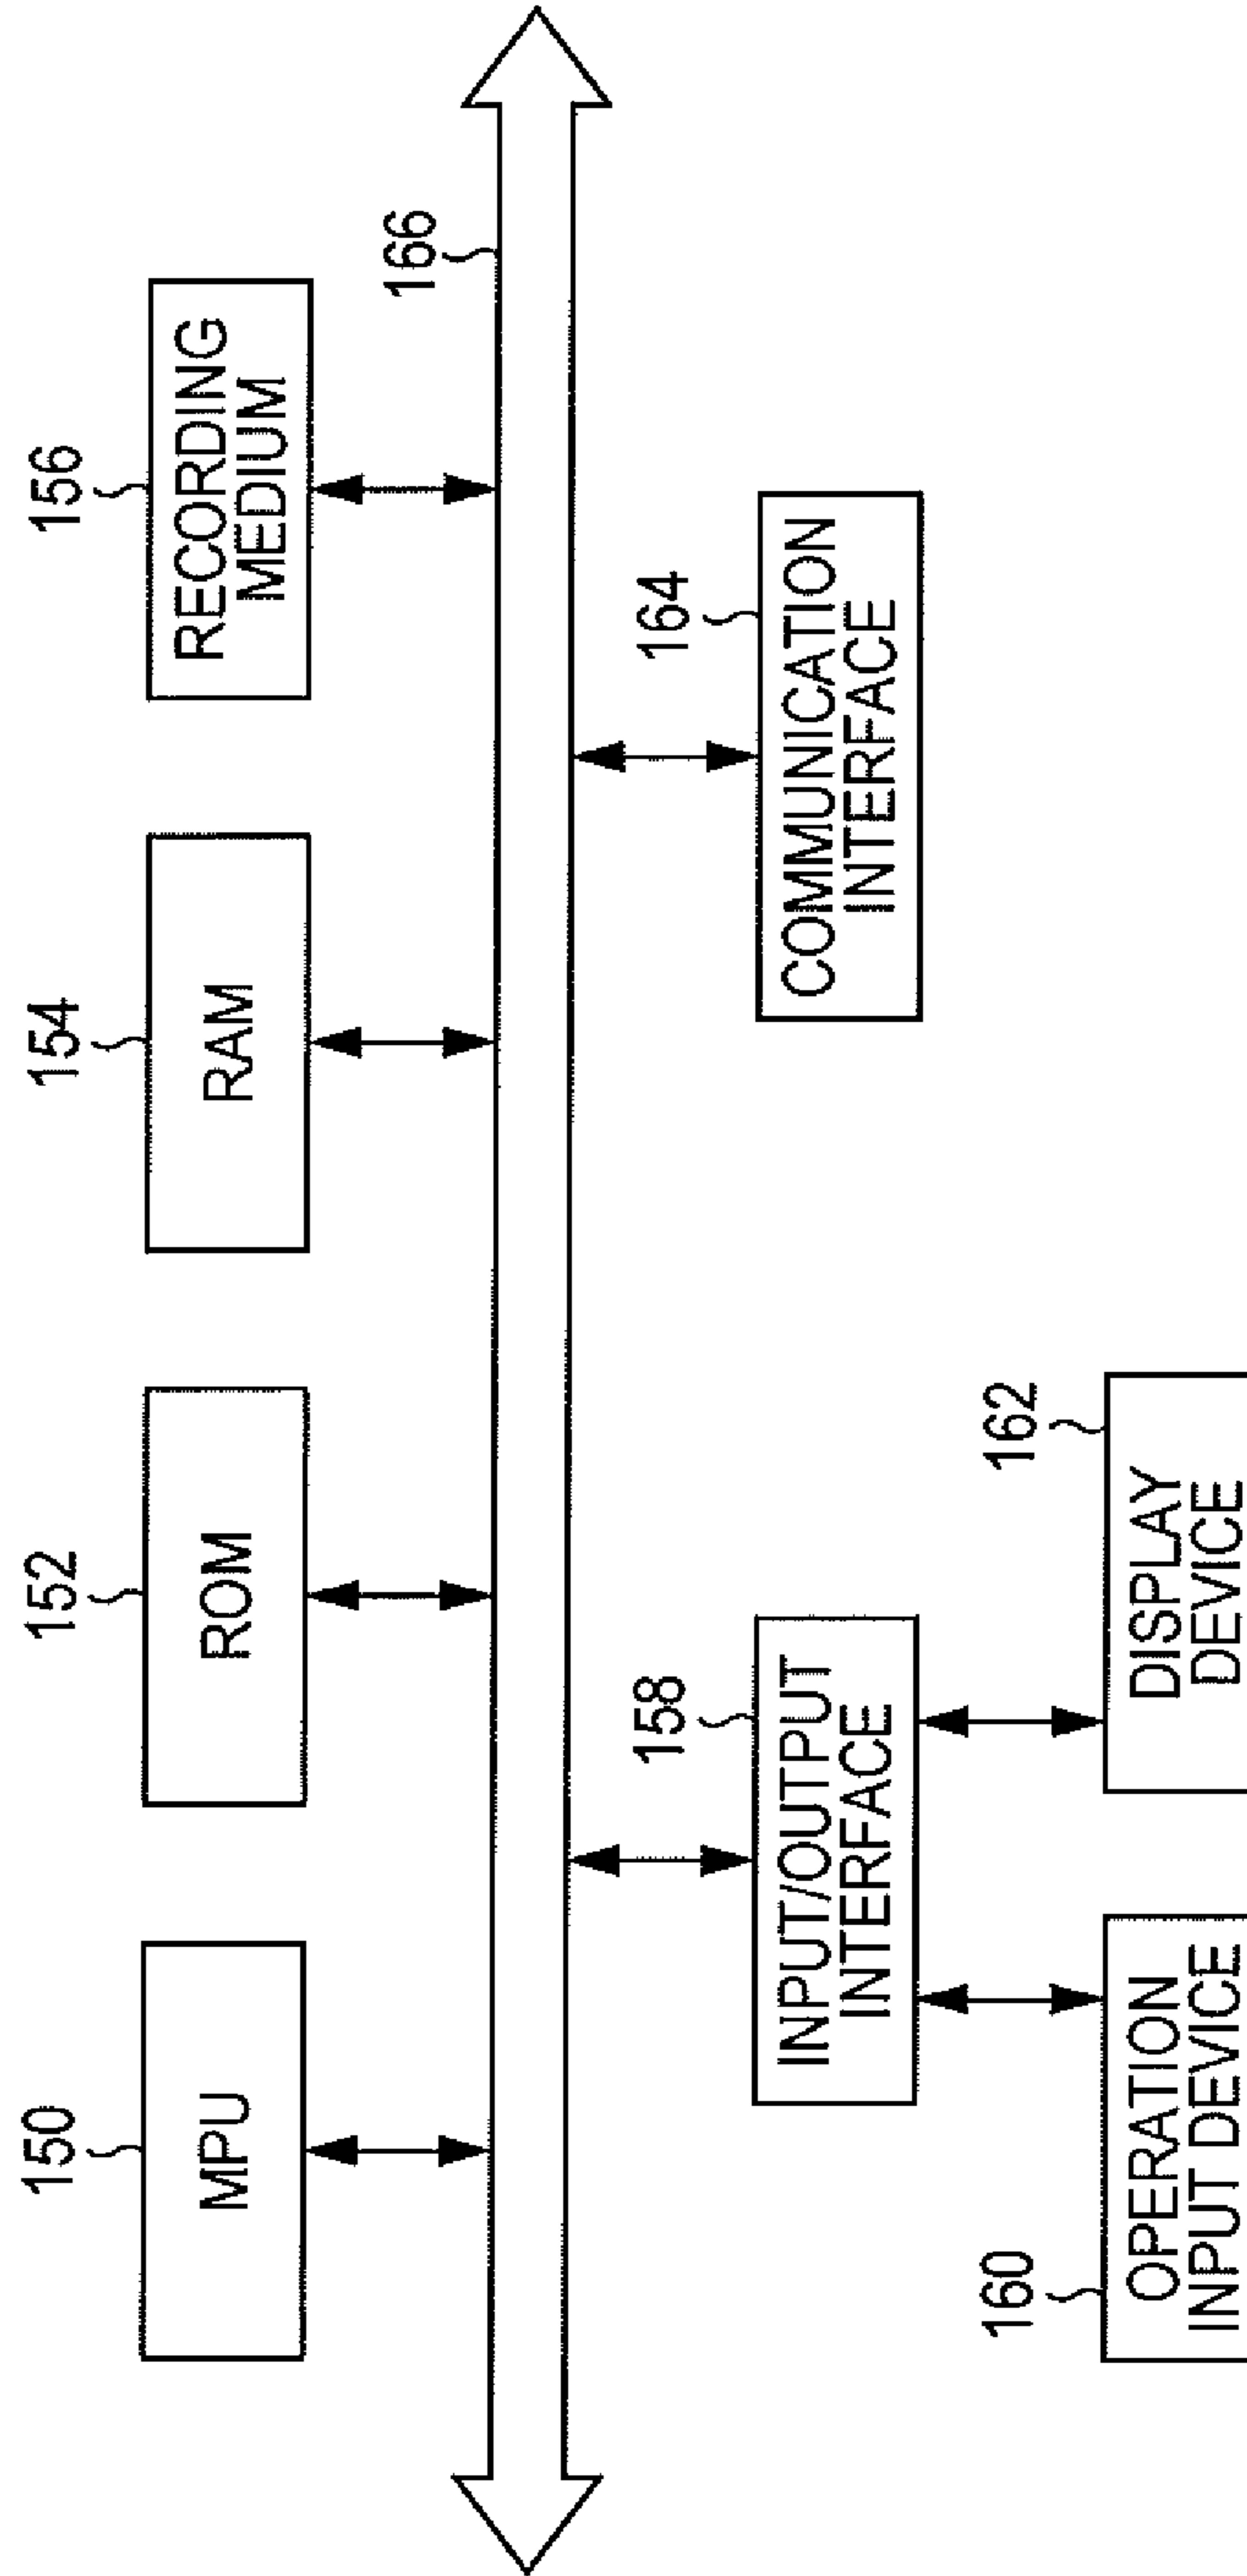 150
MPU
152
ROM
154
RAM
156
RECORDING
MEDIUM
166
158
INPUT/OUTPUT
INTERFACE
164
COMMUNICATION
INTERFACE
160
OPERATION
INPUT DEVICE
162
DISPLAY
DEVICE